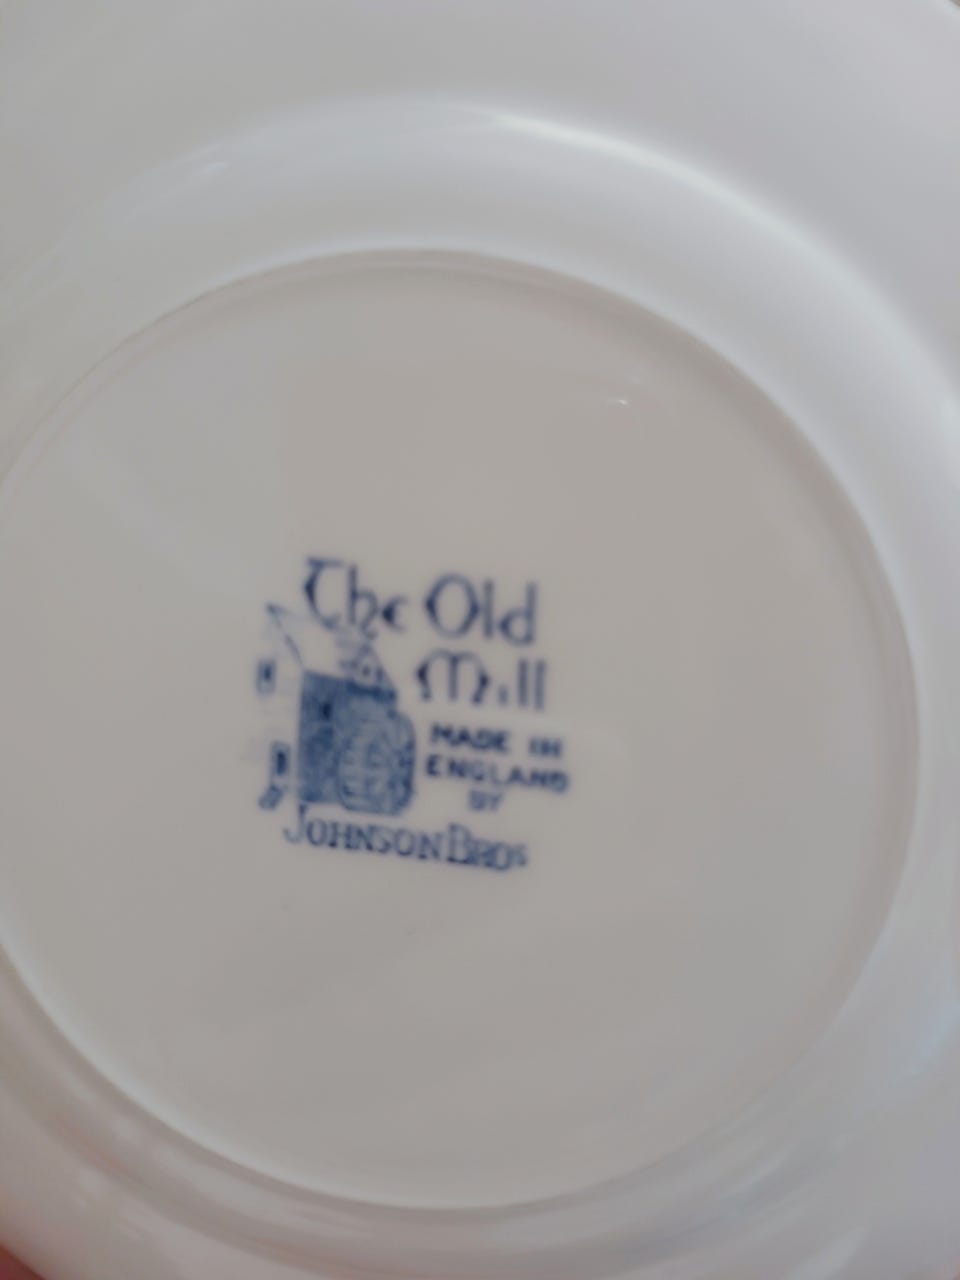 The Old
Mill
MADE IN
ENGLAND
BY
JOHNSON BROS